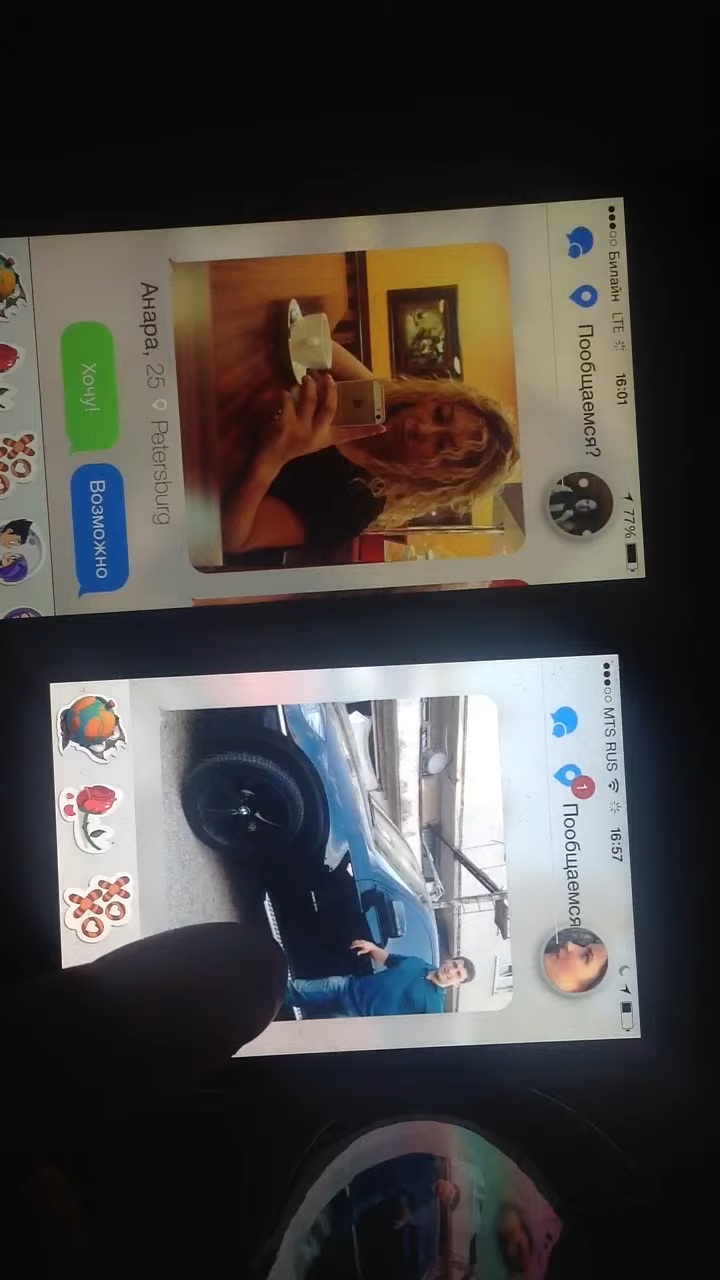 ●●●○○ Билайн LTE 16:01 77%
Пообщаемся?
Анара, 25 Petersburg
Хочу!
Возможно
●●●○○ MTS RUS 16:57
1
Пообщаемся